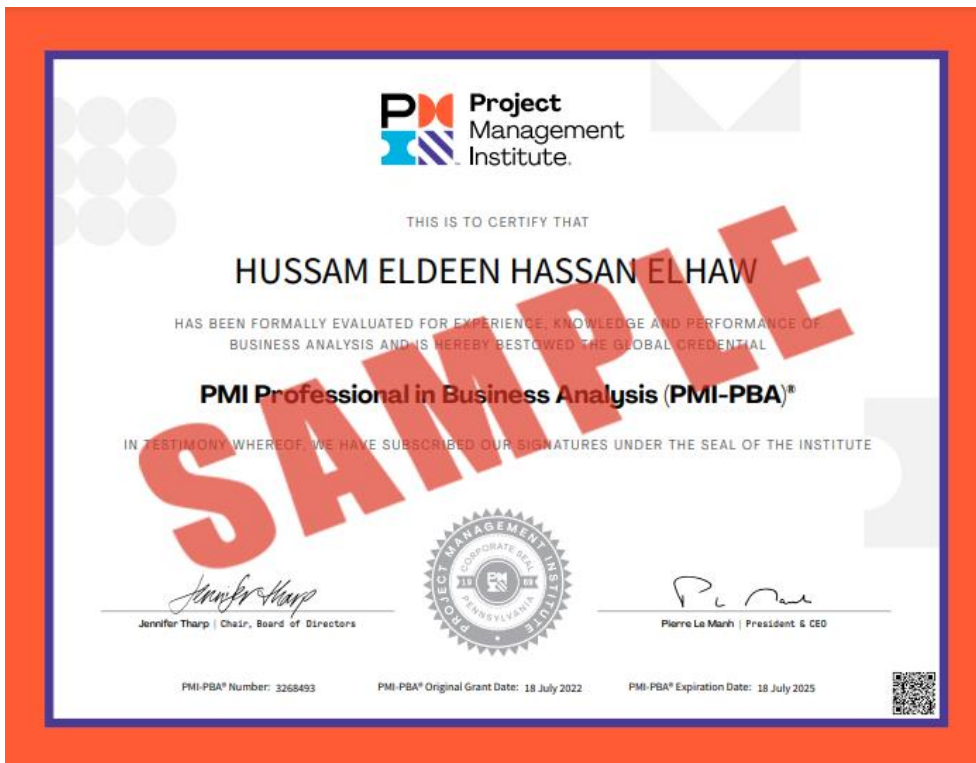 Project
Management
Institute.
THIS IS TO CERTIFY THAT
HUSSAM ELDEEN HASSAN ELHAW
HAS BEEN FORMALLY EVALUATED FOR EXPERIENCE, KNOWLEDGE AND PERFORMANCE OF
BUSINESS ANALYSIS AND IS HEREBY BESTOWED THE GLOBAL CREDENTIAL
PMI Professional in Business Analysis (PMI-PBA)®
IN TESTIMONY WHEREOF, WE HAVE SUBSCRIBED OUR SIGNATURES UNDER THE SEAL OF THE INSTITUTE
SAMPLE
PROJECT MANAGEMENT INSTITUTE
CORPORATE SEAL
19 69
PENNSYLVANIA
Jennifer Tharp
Jennifer Tharp | Chair, Board of Directors
Pierre Le Manh | President & CEO
PMI-PBA® Number: 3268493 PMI-PBA® Original Grant Date: 18 July 2022 PMI-PBA® Expiration Date: 18 July 2025